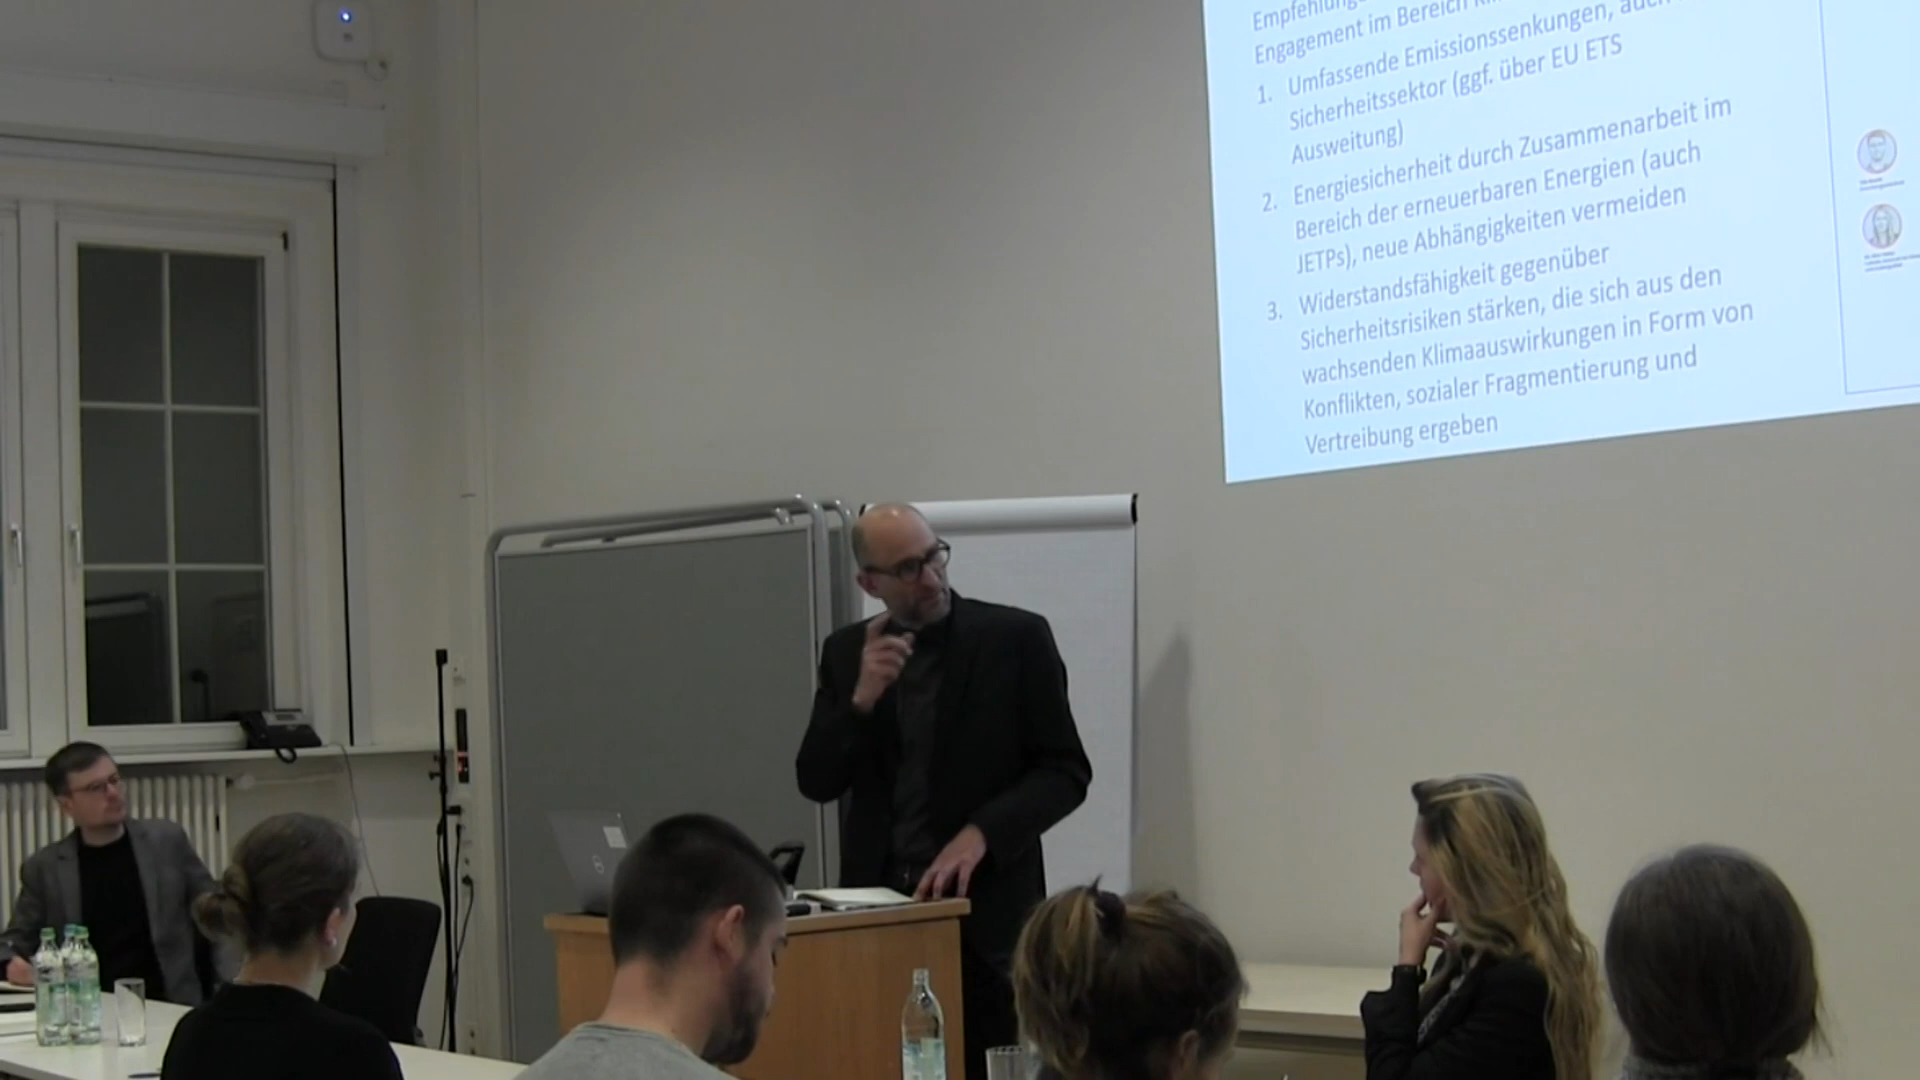 Engagement im Bereich
1. Umfassende Emissionssenkungen, auch
Sicherheitssektor (ggf. über EU ETS
Ausweitung)
2. Energiesicherheit durch Zusammenarbeit im
Bereich der erneuerbaren Energien (auch
JETPs), neue Abhängigkeiten vermeiden
3. Widerstandsfähigkeit gegenüber
Sicherheitsrisiken stärken, die sich aus den
wachsenden Klimaauswirkungen in Form von
Konflikten, sozialer Fragmentierung und
Vertreibung ergeben